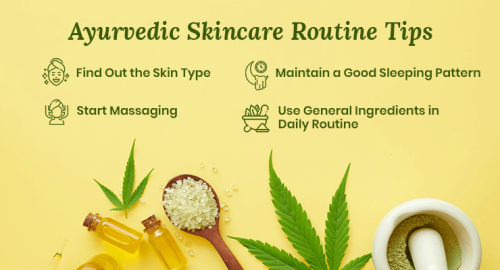 Ayurvedic Skincare Routine Tips
Find Out the Skin Type
Maintain a Good Sleeping Pattern
Start Massaging
Use General Ingredients in
Daily Routine